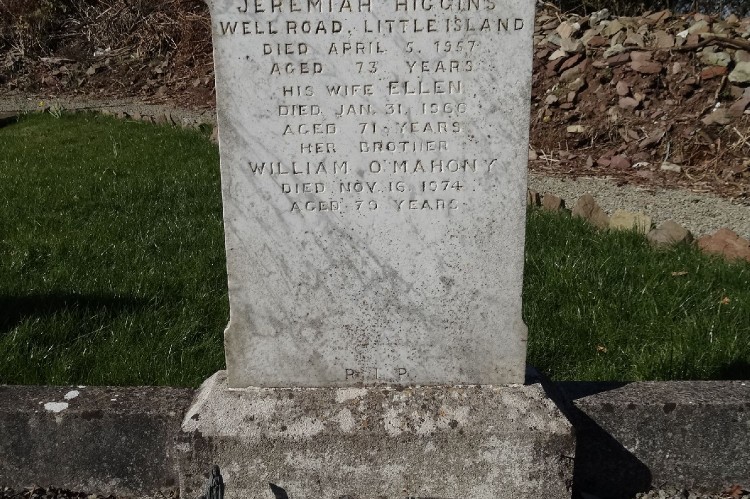 JEREMIAH HIGGINS
WELL ROAD, LITTLE ISLAND
DIED APRIL 5, 1957
AGED 73 YEARS
HIS WIFE ELLEN
DIED JAN. 31, 1966
AGED 71 YEARS
HER BROTHER
WILLIAM O'MAHONY
DIED NOV. 16 1974
AGED 79 YEARS
R.I.P.